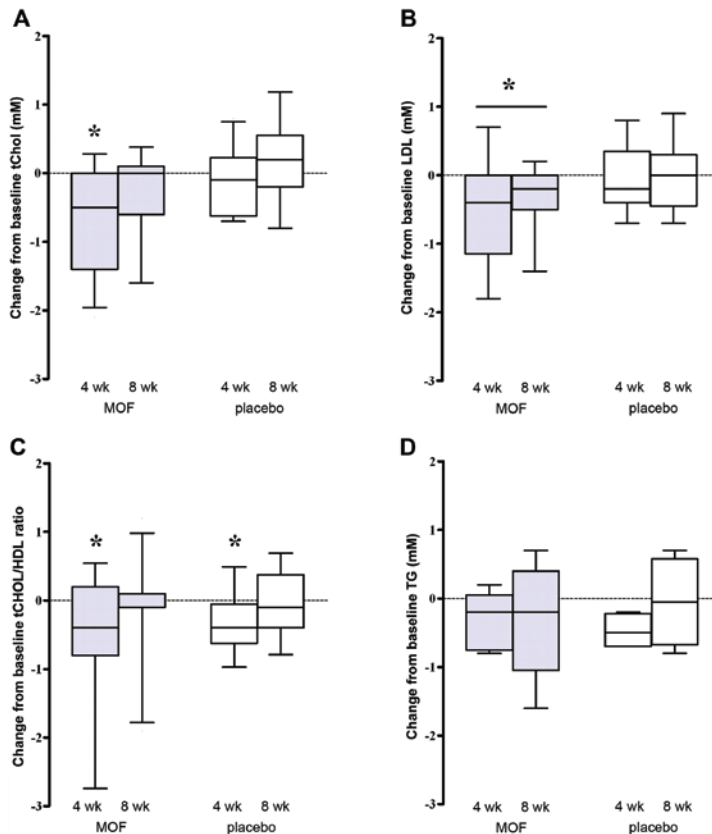 A
Change from baseline tChol (mM)
2
1
0
-1
-2
-3
*
4 wk 8 wk 4 wk 8 wk
MOF placebo
B
Change from baseline LDL (mM)
2
1
0
-1
-2
-3
*
4 wk 8 wk 4 wk 8 wk
MOF placebo
C
Change from baseline tCHOL/HDL ratio
2
1
0
-1
-2
-3
* *
4 wk 8 wk 4 wk 8 wk
MOF placebo
D
Change from baseline TG (mM)
2
1
0
-1
-2
-3
4 wk 8 wk 4 wk 8 wk
MOF placebo